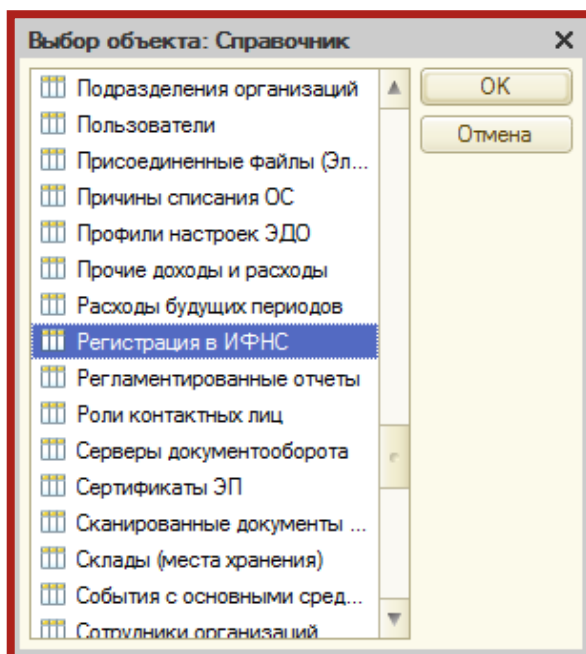 Выбор объекта: Справочник
Подразделения организаций
Пользователи
Присоединенные файлы (Эл...
Причины списания ОС
Профили настроек ЭДО
Прочие доходы и расходы
Расходы будущих периодов
Регистрация в ИФНС
Регламентированные отчеты
Роли контактных лиц
Серверы документооборота
Сертификаты ЭП
Сканированные документы ...
Склады (места хранения)
События с основными сред...
Сотрудники организаций
ОК
Отмена